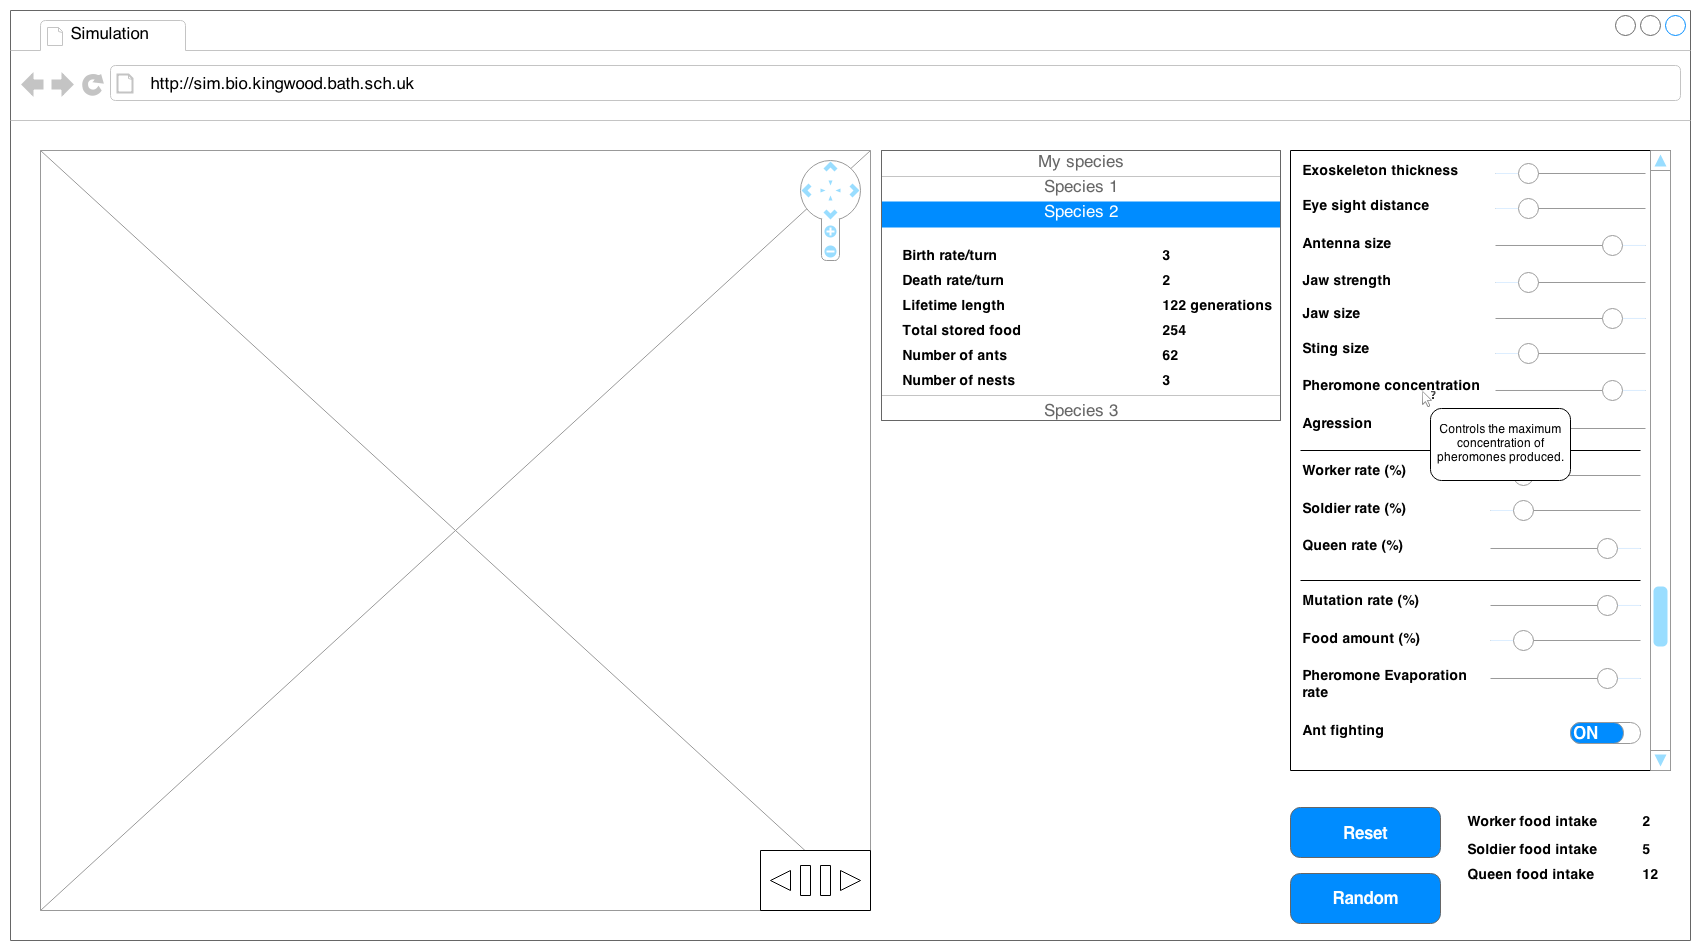 Simulation
http://sim.bio.kingwood.bath.sch.uk
My species
Species 1
Species 2
Birth rate/turn 3
Death rate/turn 2
Lifetime length 122 generations
Total stored food 254
Number of ants 62
Number of nests 3
Species 3
Exoskeleton thickness
Eye sight distance
Antenna size
Jaw strength
Jaw size
Sting size
Pheromone concentration
?
Controls the maximum
concentration of
pheromones produced.
Agression
Worker rate (%)
Soldier rate (%)
Queen rate (%)
Mutation rate (%)
Food amount (%)
Pheromone Evaporation
rate
Ant fighting ON
Reset
Random
Worker food intake 2
Soldier food intake 5
Queen food intake 12